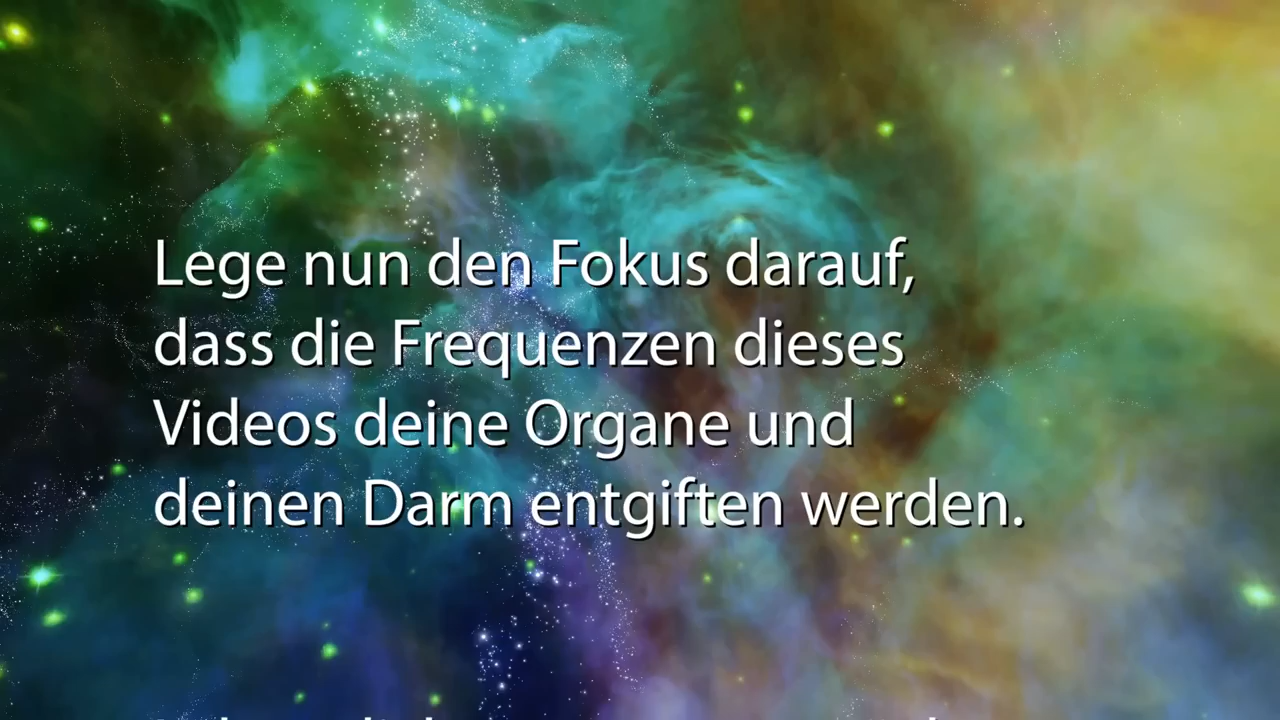 Lege nun den Fokus darauf,
dass die Frequenzen dieses
Videos deine Organe und
deinen Darm entgiften werden.